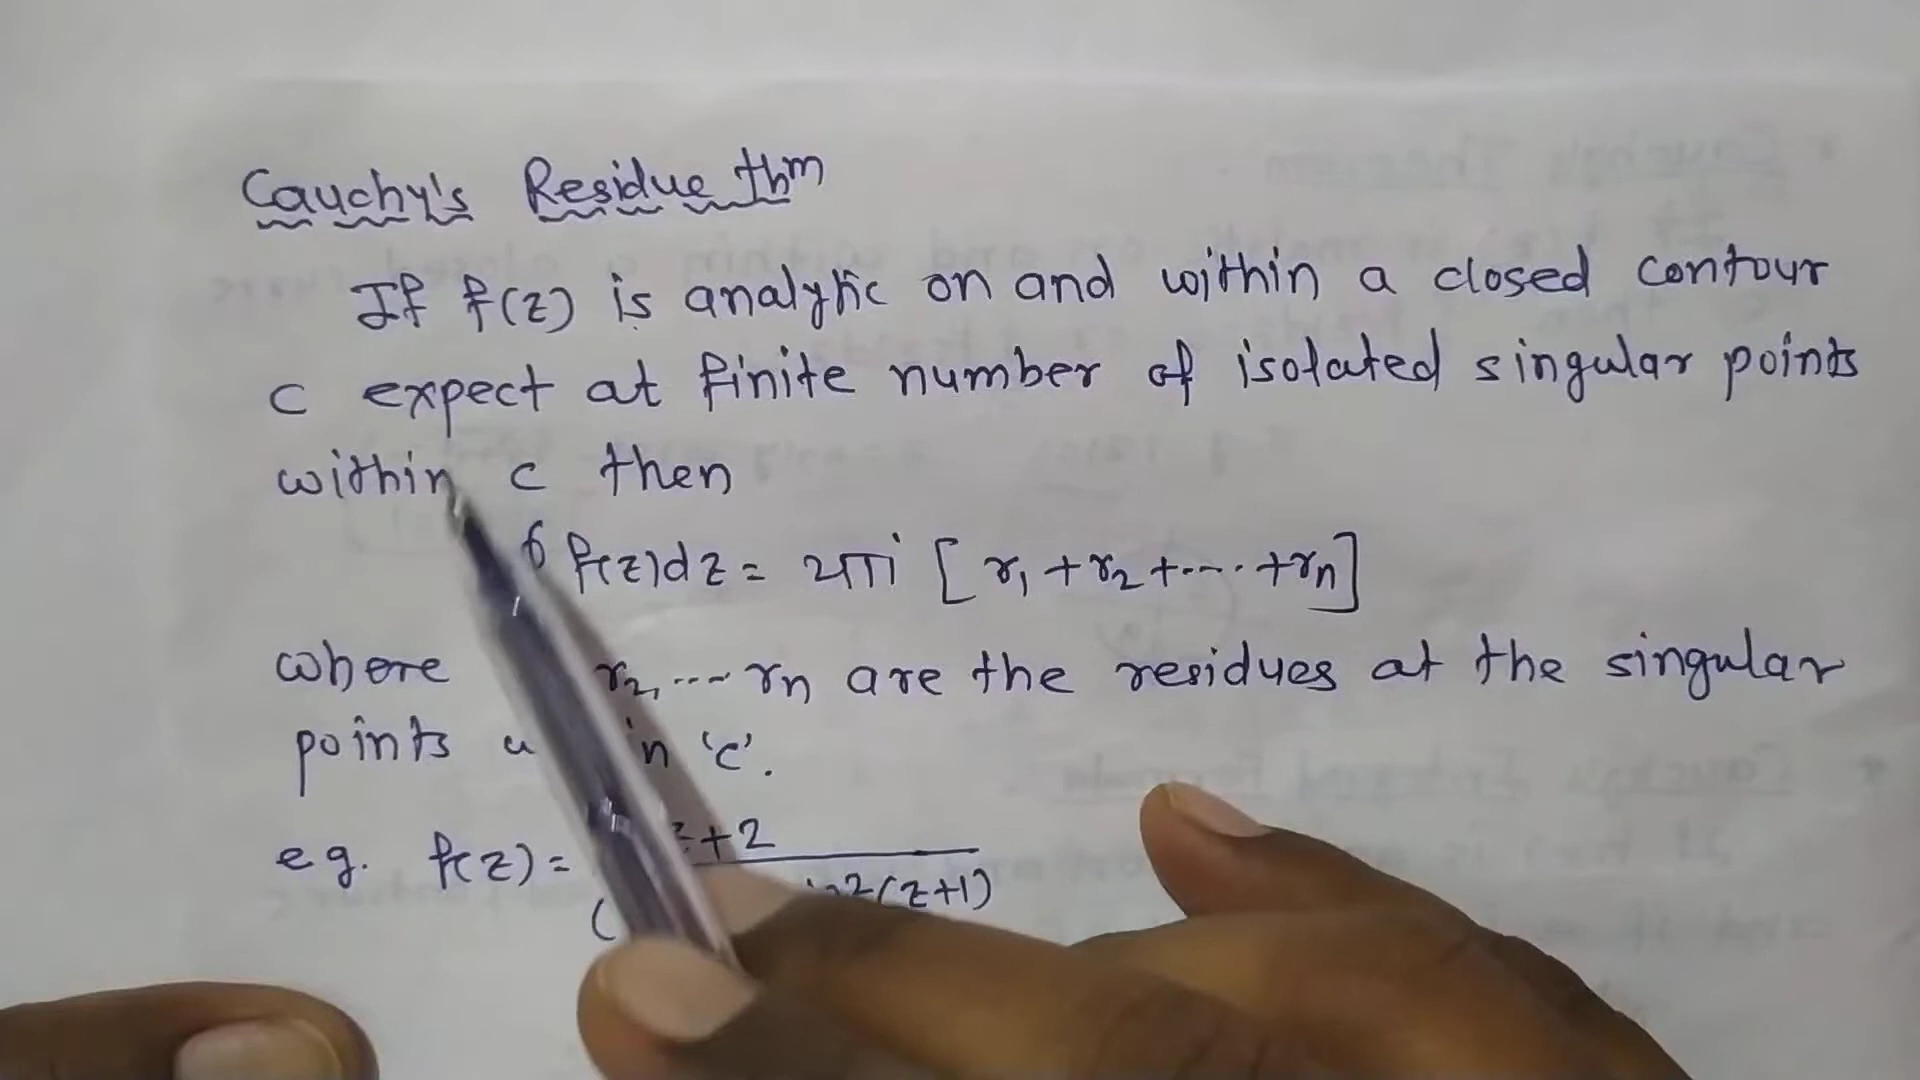 Cauchy's Residue thm
If f(z) is analytic on and within a closed contour
c expect at finite number of isolated singular points
within c then
∮ f(z)dz = 2πi [r₁ + r₂ + .... + rn]
where r₂, ... rn are the residues at the singular
points 'c'.
eg. f(z) = z+2
(z+1)